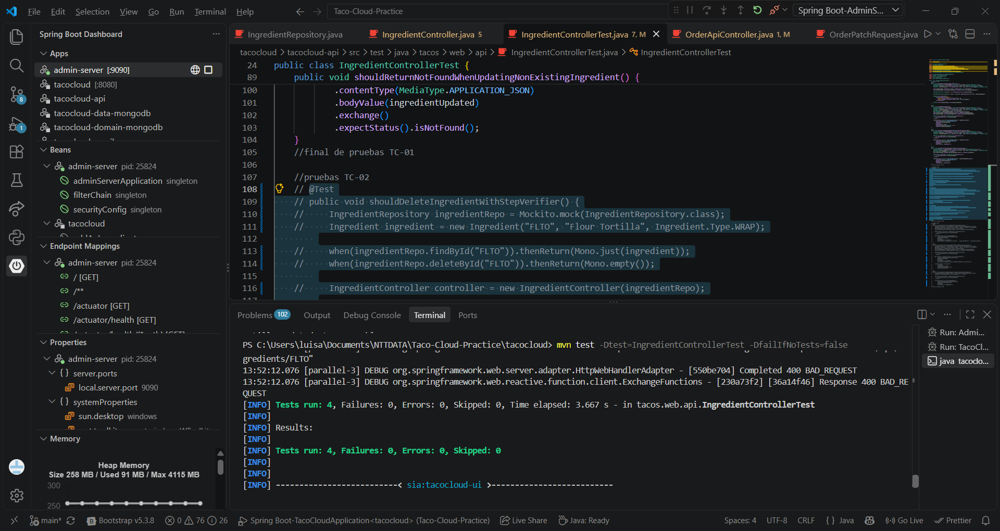 File Edit Selection View Go Run Terminal Help
Taco-Cloud-Practice
Spring Boot-AdminS...
Spring Boot Dashboard
Apps
admin-server [:9090]
tacocloud [:8080]
tacocloud-api
tacocloud-data-mongodb
tacocloud-domain-mongodb
Beans
admin-server pid: 25824
adminServerApplication singleton
filterChain singleton
securityConfig singleton
tacocloud
Endpoint Mappings
admin-server pid: 25824
/ [GET]
/**
/actuator [GET]
/actuator/health [GET]
Properties
admin-server pid: 25824
{} server.ports
local.server.port 9090
{} systemProperties
sun.desktop windows
Memory
Heap Memory
Size 258 MB / Used 91 MB / Max 4115 MB
300
250
8
1
IngredientRepository.java
IngredientController.java 5
IngredientControllerTest.java 7, M
OrderApiController.java 1, M
OrderPatchRequest.java
tacocloud > tacocloud-api > src > test > java > tacos > web > api > IngredientControllerTest.java > IngredientControllerTest
24 public class IngredientControllerTest {
89 public void shouldReturnNotFoundWhenUpdatingNonExistingIngredient() {
100 .contentType(MediaType.APPLICATION_JSON)
101 .bodyValue(ingredientUpdated)
102 .exchange()
103 .expectStatus().isNotFound();
104 }
105 //final de pruebas TC-01
106
107 //pruebas TC-02
108 // @Test
109 // public void shouldDeleteIngredientWithStepVerifier() {
110 // IngredientRepository ingredientRepo = Mockito.mock(IngredientRepository.class);
111 // Ingredient ingredient = new Ingredient("FLTO", "Flour Tortilla", Ingredient.Type.WRAP);
112
113 // when(ingredientRepo.findById("FLTO")).thenReturn(Mono.just(ingredient));
114 // when(ingredientRepo.deleteById("FLTO")).thenReturn(Mono.empty());
115
116 // IngredientController controller = new IngredientController(ingredientRepo);
Problems 102 Output Debug Console Terminal Ports
PS C:\Users\luisa\Documents\NTTDATA\Taco-Cloud-Practice\tacocloud> mvn test -Dtest=IngredientControllerTest -DfailIfNoTests=false
gredients/FLTO"
13:52:12.076 [parallel-3] DEBUG org.springframework.web.server.adapter.HttpWebHandlerAdapter - [550be704] Completed 400 BAD_REQUEST
13:52:12.076 [parallel-3] DEBUG org.springframework.web.reactive.function.client.ExchangeFunctions - [230a73f2] [36a14f46] Response 400 BAD_RE
QUEST
[INFO] Tests run: 4, Failures: 0, Errors: 0, Skipped: 0, Time elapsed: 3.667 s - in tacos.web.api.IngredientControllerTest
[INFO]
[INFO] Results:
[INFO]
[INFO] Tests run: 4, Failures: 0, Errors: 0, Skipped: 0
[INFO]
[INFO]
[INFO] --------------------------< sia:tacocloud-ui >--------------------------
Run: Admi...
Run: TacoCl...
java tacoclo...
main* Bootstrap v5.3.8 0 76 26 Spring Boot-TacoCloudApplication<tacocloud> (Taco-Cloud-Practice) Live Share Java: Ready Spaces: 4 UTF-8 CRLF {} Java Go Live Prettier